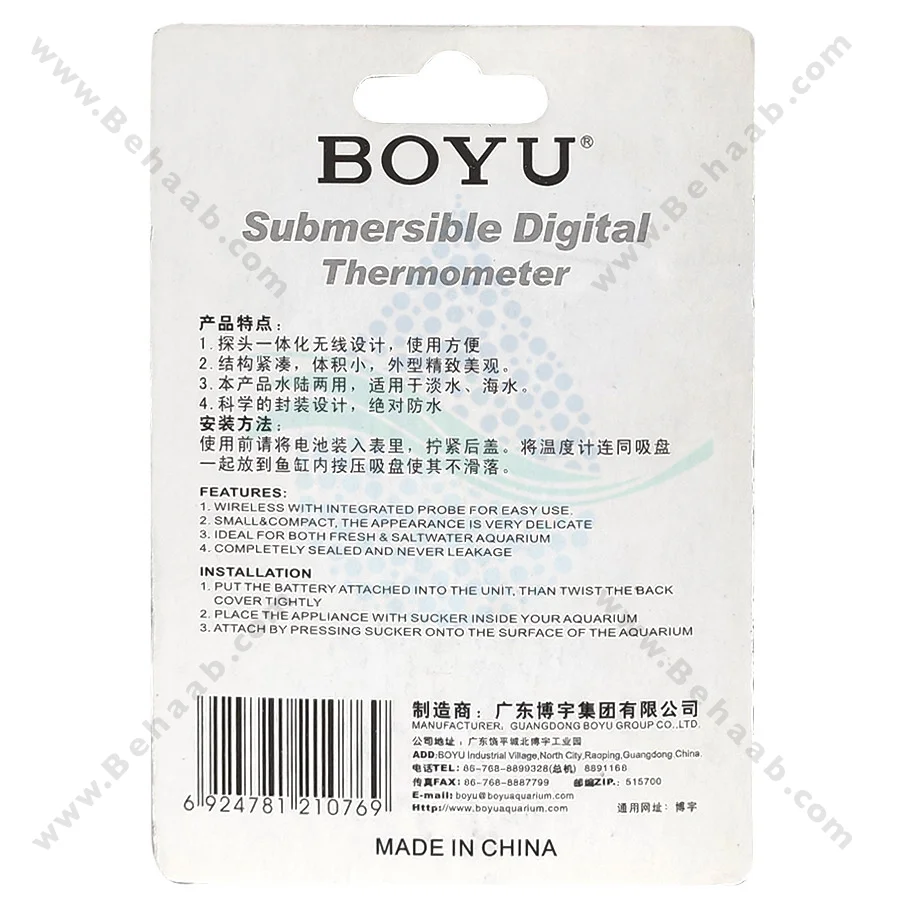 BOYU®
Submersible Digital
Thermometer
产品特点：
1. 探头一体化无线设计，使用方便
2. 结构紧凑，体积小，外型精致美观。
3. 本产品水陆两用，适用于淡水、海水。
4. 科学的封装设计，绝对防水
安装方法：
使用前请将电池装入表里，拧紧后盖。将温度计连同吸盘
一起放到鱼缸内按压吸盘使其不滑落。
FEATURES:
1. WIRELESS WITH INTEGRATED PROBE FOR EASY USE.
2. SMALL&COMPACT, THE APPEARANCE IS VERY DELICATE
3. IDEAL FOR BOTH FRESH & SALTWATER AQUARIUM
4. COMPLETELY SEALED AND NEVER LEAKAGE
INSTALLATION
1. PUT THE BATTERY ATTACHED INTO THE UNIT, THAN TWIST THE BACK
COVER TIGHTLY
2. PLACE THE APPLIANCE WITH SUCKER INSIDE YOUR AQUARIUM
3. ATTACH BY PRESSING SUCKER ONTO THE SURFACE OF THE AQUARIUM
制造商：广东博宇集团有限公司
MANUFACTURER, GUANGDONG BOYU GROUP CO.,LTD.
公司地址：广东饶平城北博宇工业园
ADD:BOYU Industrial Village,North City,Raoping,Guangdong,China.
电话TEL: 86-768-8899328(总机) 8891168
传真FAX: 86-768-8887799 邮编ZIP. 515700
E-mail: boyu@boyuaquarium.com
Http://www.boyuaquarium.com 通用网址：博宇
6 924781 210769
MADE IN CHINA
www.Behaab.com
www.Behaab.com
www.Behaab.com
www.Behaab.com
www.Behaab.com